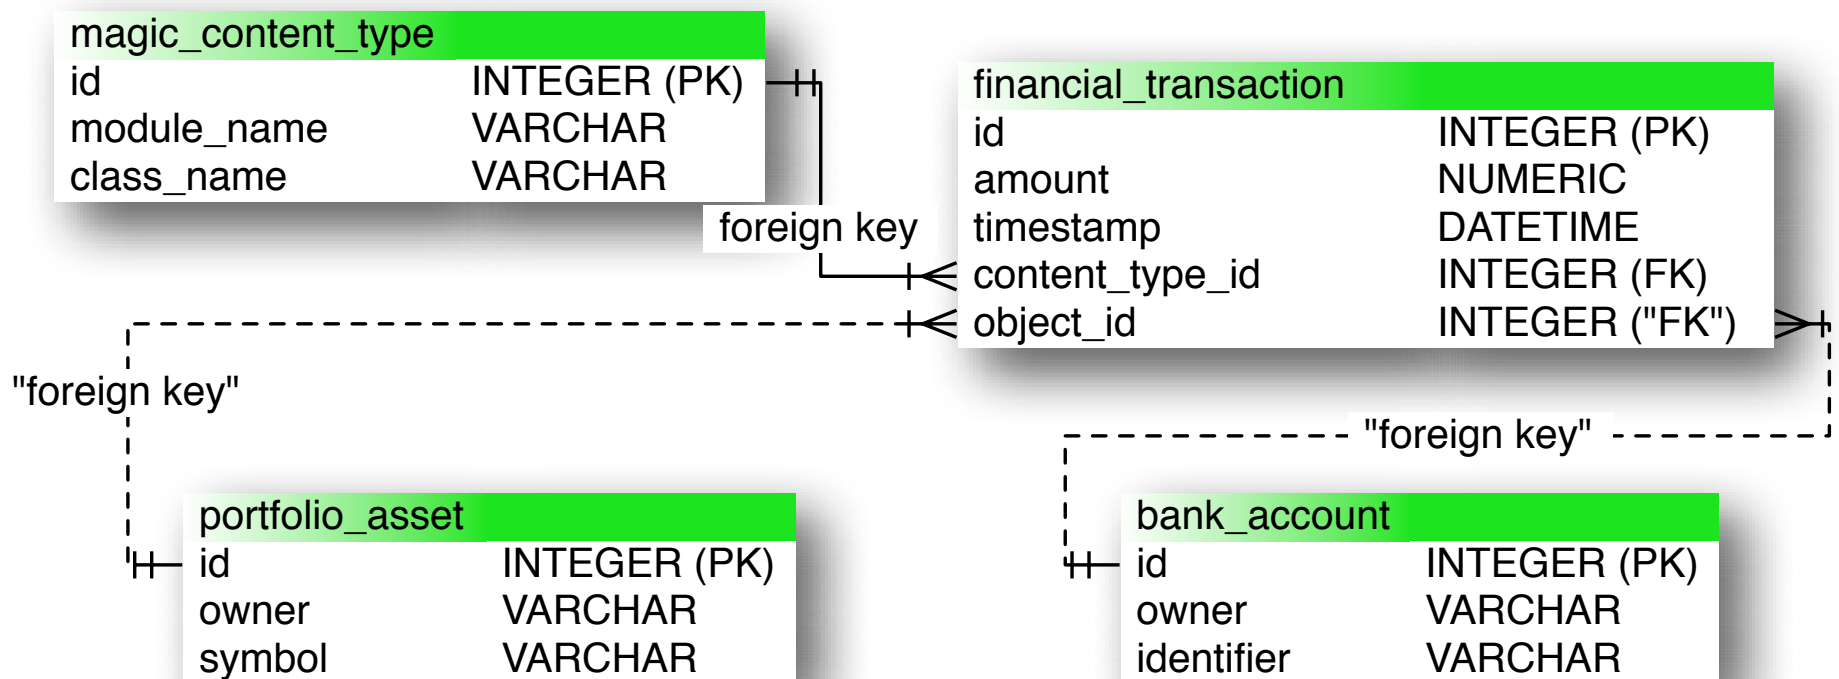 magic_content_type
id INTEGER (PK)
module_name VARCHAR
class_name VARCHAR
foreign key
financial_transaction
id INTEGER (PK)
amount NUMERIC
timestamp DATETIME
content_type_id INTEGER (FK)
object_id INTEGER ("FK")
"foreign key"
"foreign key"
portfolio_asset
id INTEGER (PK)
owner VARCHAR
symbol VARCHAR
bank_account
id INTEGER (PK)
owner VARCHAR
identifier VARCHAR